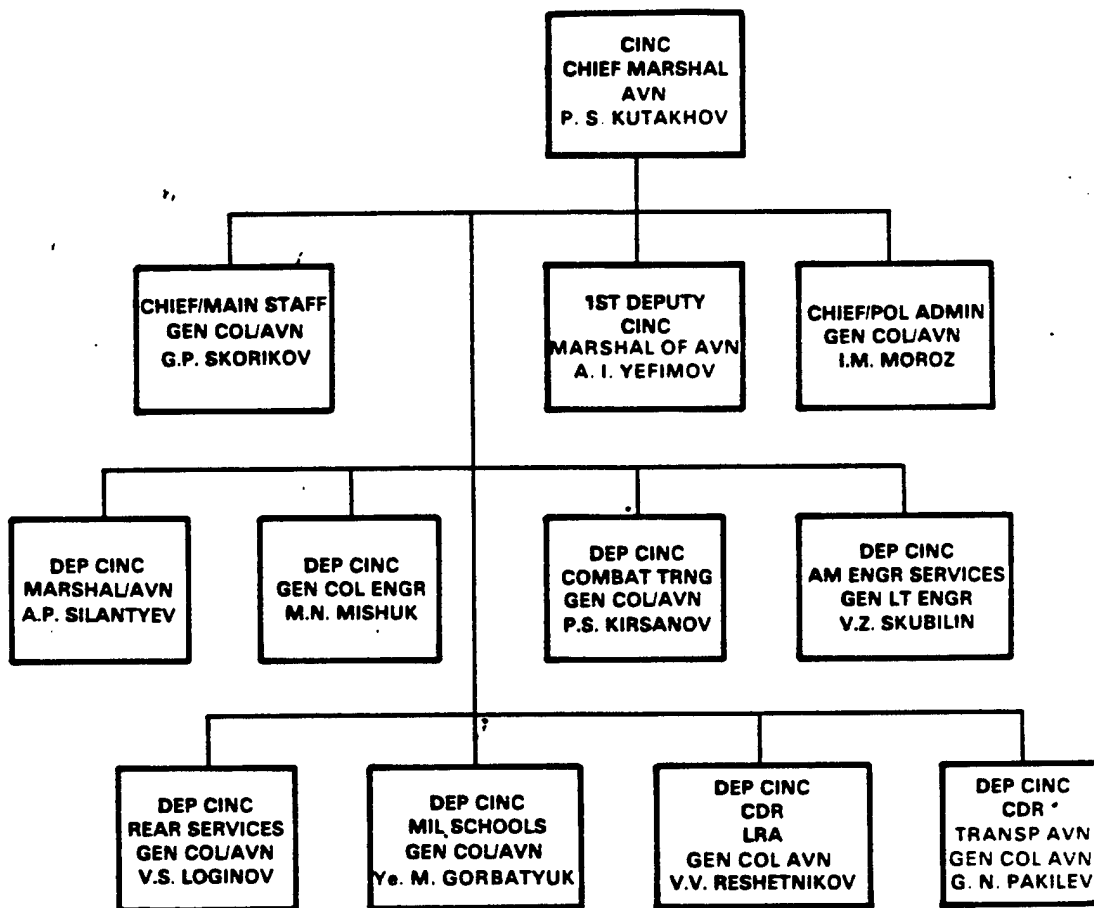 CINC
CHIEF MARSHAL
AVN
P. S. KUTAKHOV
CHIEF/MAIN STAFF
GEN COL/AVN
G.P. SKORIKOV
1ST DEPUTY
CINC
MARSHAL OF AVN
A. I. YEFIMOV
CHIEF/POL ADMIN
GEN COL/AVN
I.M. MOROZ
DEP CINC
MARSHAL/AVN
A.P. SILANTYEV
DEP CINC
GEN COL ENGR
M.N. MISHUK
DEP CINC
COMBAT TRNG
GEN COL/AVN
P.S. KIRSANOV
DEP CINC
AM ENGR SERVICES
GEN LT ENGR
V.Z. SKUBILIN
DEP CINC
REAR SERVICES
GEN COL/AVN
V.S. LOGINOV
DEP CINC
MIL SCHOOLS
GEN COL/AVN
Ye. M. GORBATYUK
DEP CINC
CDR
LRA
GEN COL AVN
V.V. RESHETNIKOV
DEP CINC
CDR
TRANSP AVN
GEN COL AVN
G. N. PAKILEV